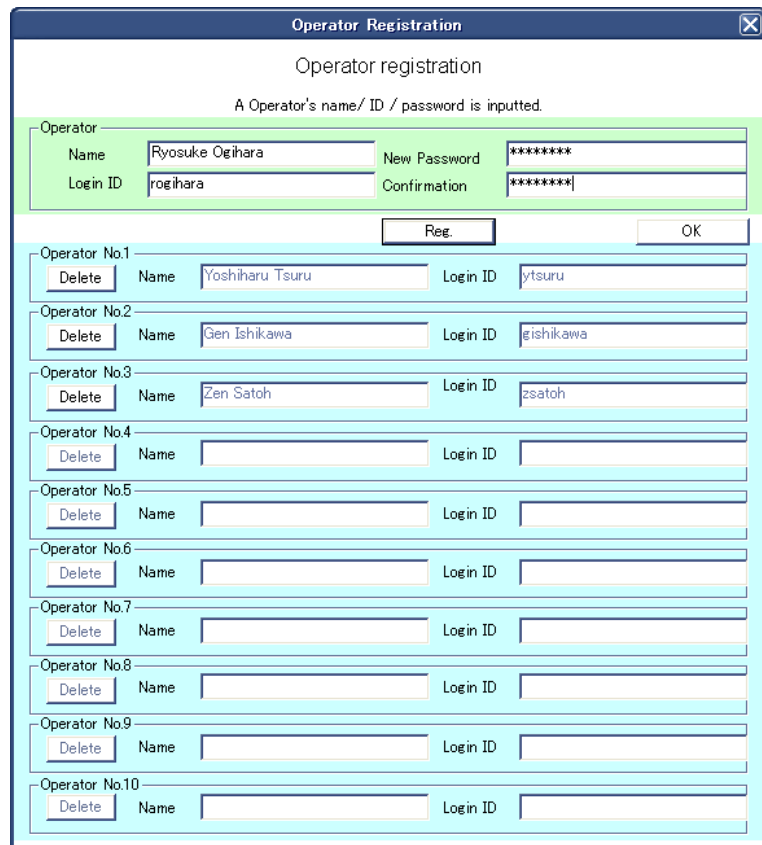 Operator Registration
Operator registration
A Operator's name/ ID / password is inputted.
Operator
Name Ryosuke Ogihara New Password ********
Login ID rogihara Confirmation ********
Reg. OK
Operator No.1
Delete Name Yoshiharu Tsuru Login ID ytsuru
Operator No.2
Delete Name Gen Ishikawa Login ID gishikawa
Operator No.3
Delete Name Zen Satoh Login ID zsatoh
Operator No.4
Delete Name Login ID
Operator No.5
Delete Name Login ID
Operator No.6
Delete Name Login ID
Operator No.7
Delete Name Login ID
Operator No.8
Delete Name Login ID
Operator No.9
Delete Name Login ID
Operator No.10
Delete Name Login ID